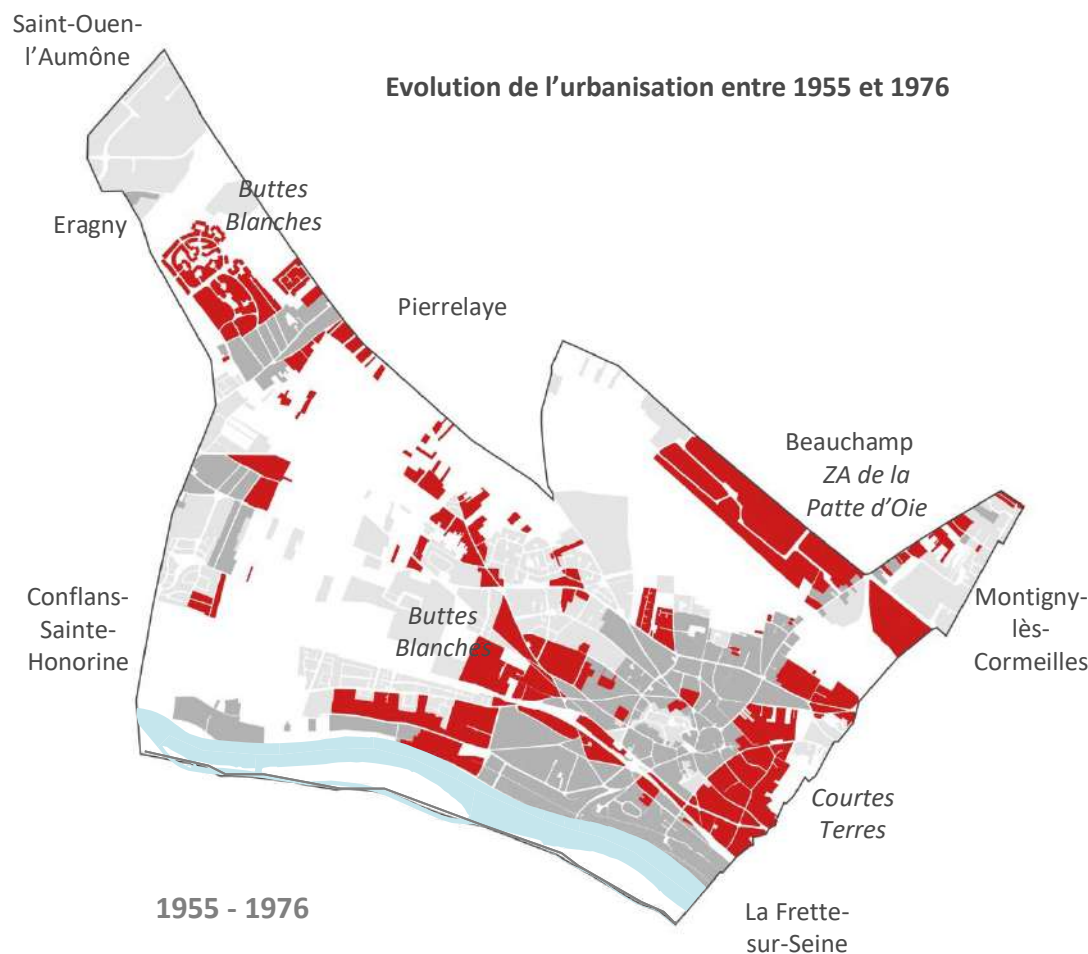 Saint-Ouen-
l’Aumône
Evolution de l’urbanisation entre 1955 et 1976
Buttes
Blanches
Eragny
Pierrelaye
Beauchamp
ZA de la
Patte d’Oie
Conflans-
Sainte-
Honorine
Buttes
Blanches
Montigny-
lès-
Cormeilles
Courtes
Terres
1955 - 1976
La Frette-
sur-Seine